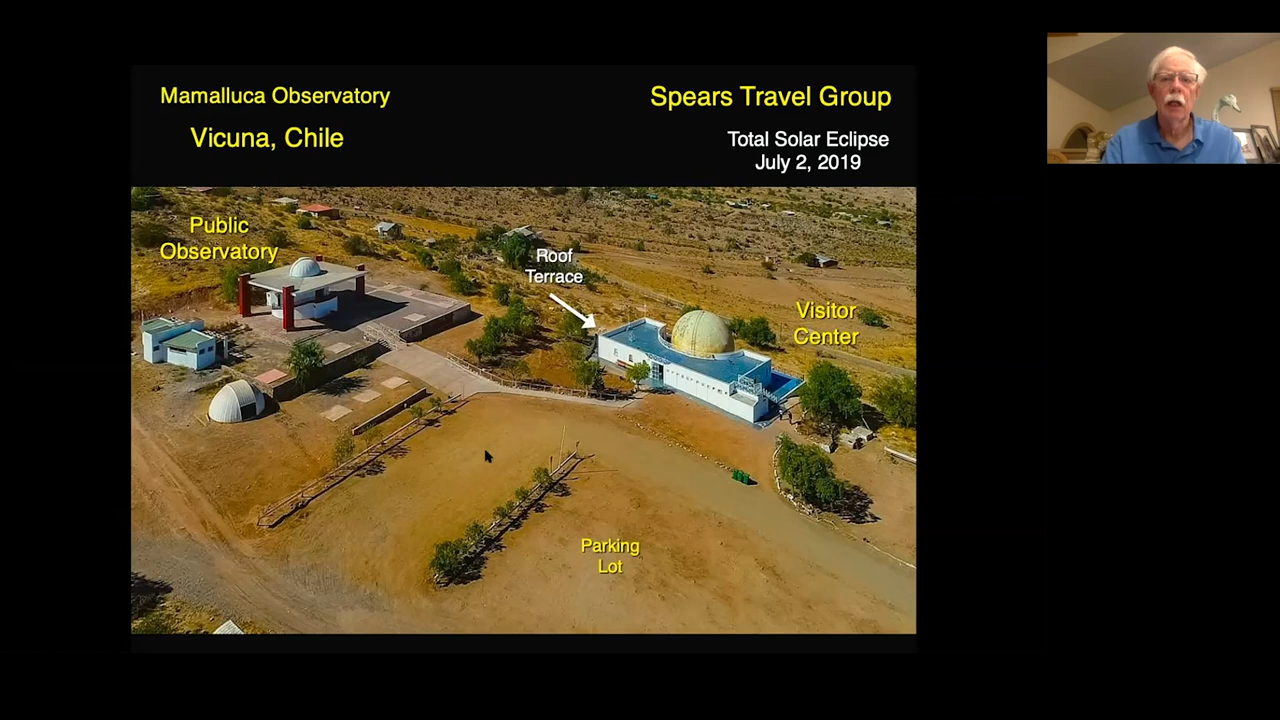 Mamalluca Observatory
Vicuna, Chile
Spears Travel Group
Total Solar Eclipse
July 2, 2019
Public
Observatory
Roof
Terrace
Visitor
Center
Parking
Lot